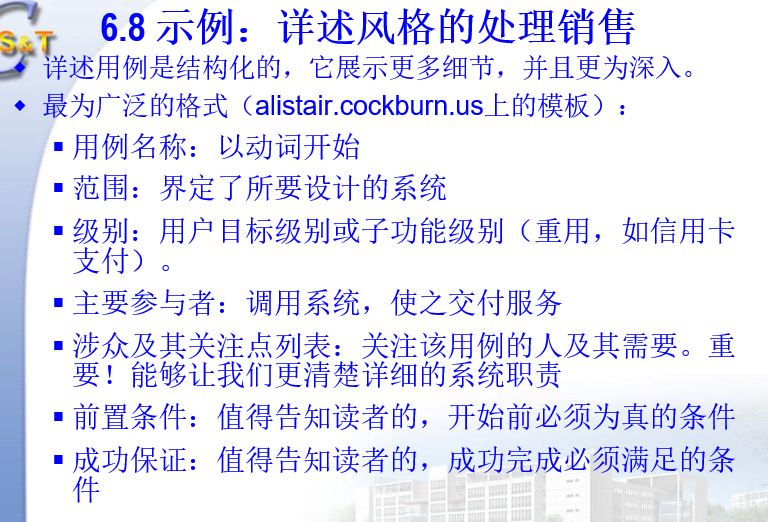 S&T
6.8 示例：详述风格的处理销售
详述用例是结构化的，它展示更多细节，并且更为深入。
最为广泛的格式（alistair.cockburn.us上的模板）：
用例名称：以动词开始
范围：界定了所要设计的系统
级别：用户目标级别或子功能级别（重用，如信用卡
支付）。
主要参与者：调用系统，使之交付服务
涉众及其关注点列表：关注该用例的人及其需要。重
要！能够让我们更清楚详细的系统职责
前置条件：值得告知读者的，开始前必须为真的条件
成功保证：值得告知读者的，成功完成必须满足的条
件